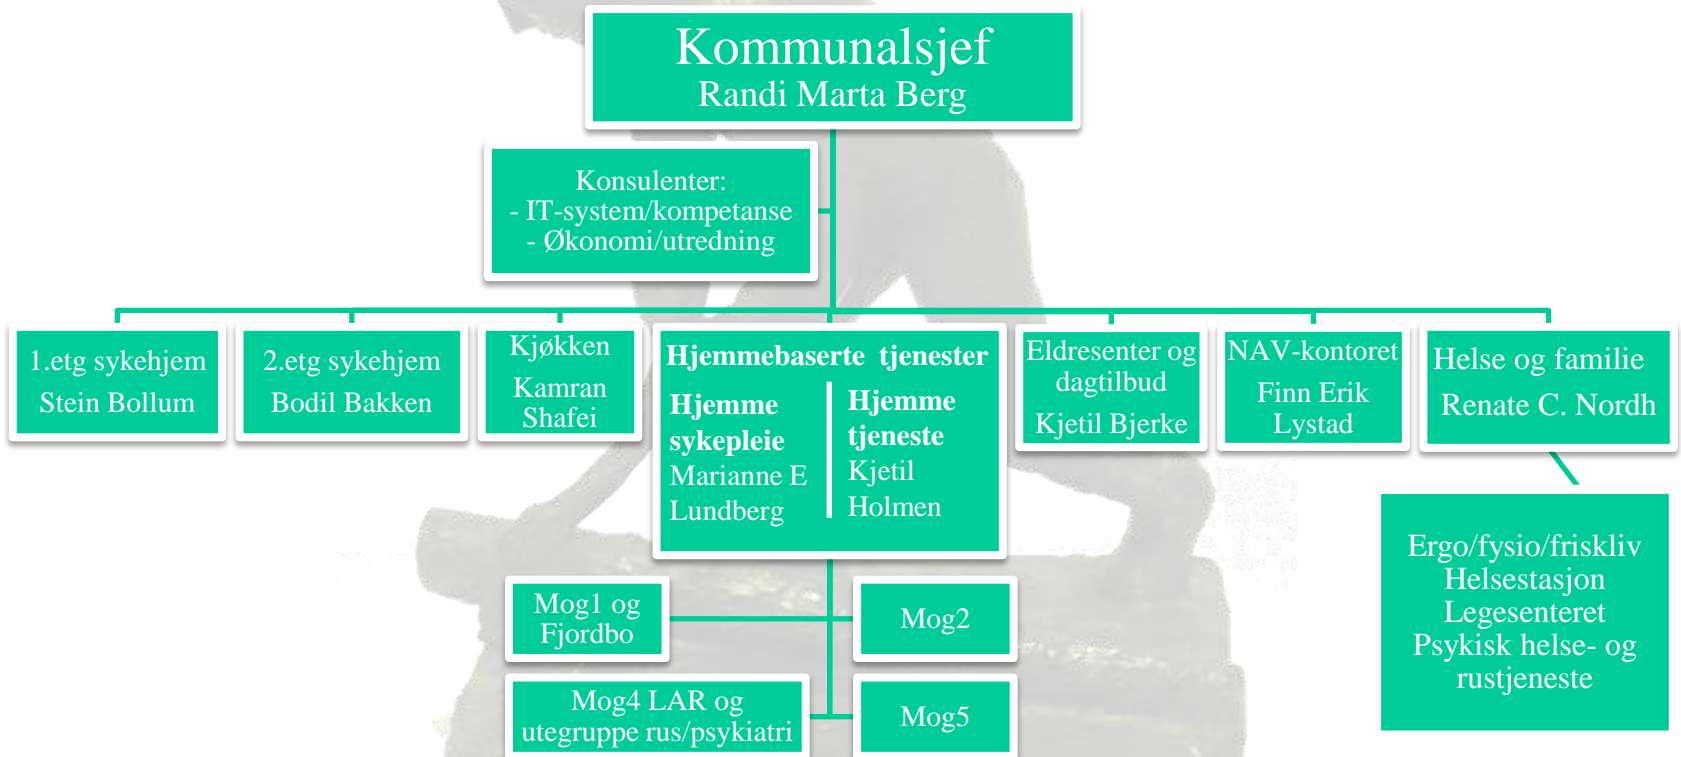 Kommunalsjef
Randi Marta Berg
Konsulenter:
- IT-system/kompetanse
- Økonomi/utredning
1.etg sykehjem
Stein Bollum
2.etg sykehjem
Bodil Bakken
Kjøkken
Kamran
Shafei
Hjemmebaserte tjenester
Hjemme
sykepleie
Marianne E
Lundberg
Hjemme
tjeneste
Kjetil
Holmen
Eldresenter og
dagtilbud
Kjetil Bjerke
NAV-kontoret
Finn Erik
Lystad
Helse og familie
Renate C. Nordh
Mog1 og
Fjordbo
Mog2
Mog4 LAR og
utegruppe rus/psykiatri
Mog5
Ergo/fysio/friskliv
Helsestasjon
Legesenteret
Psykisk helse- og
rustjeneste